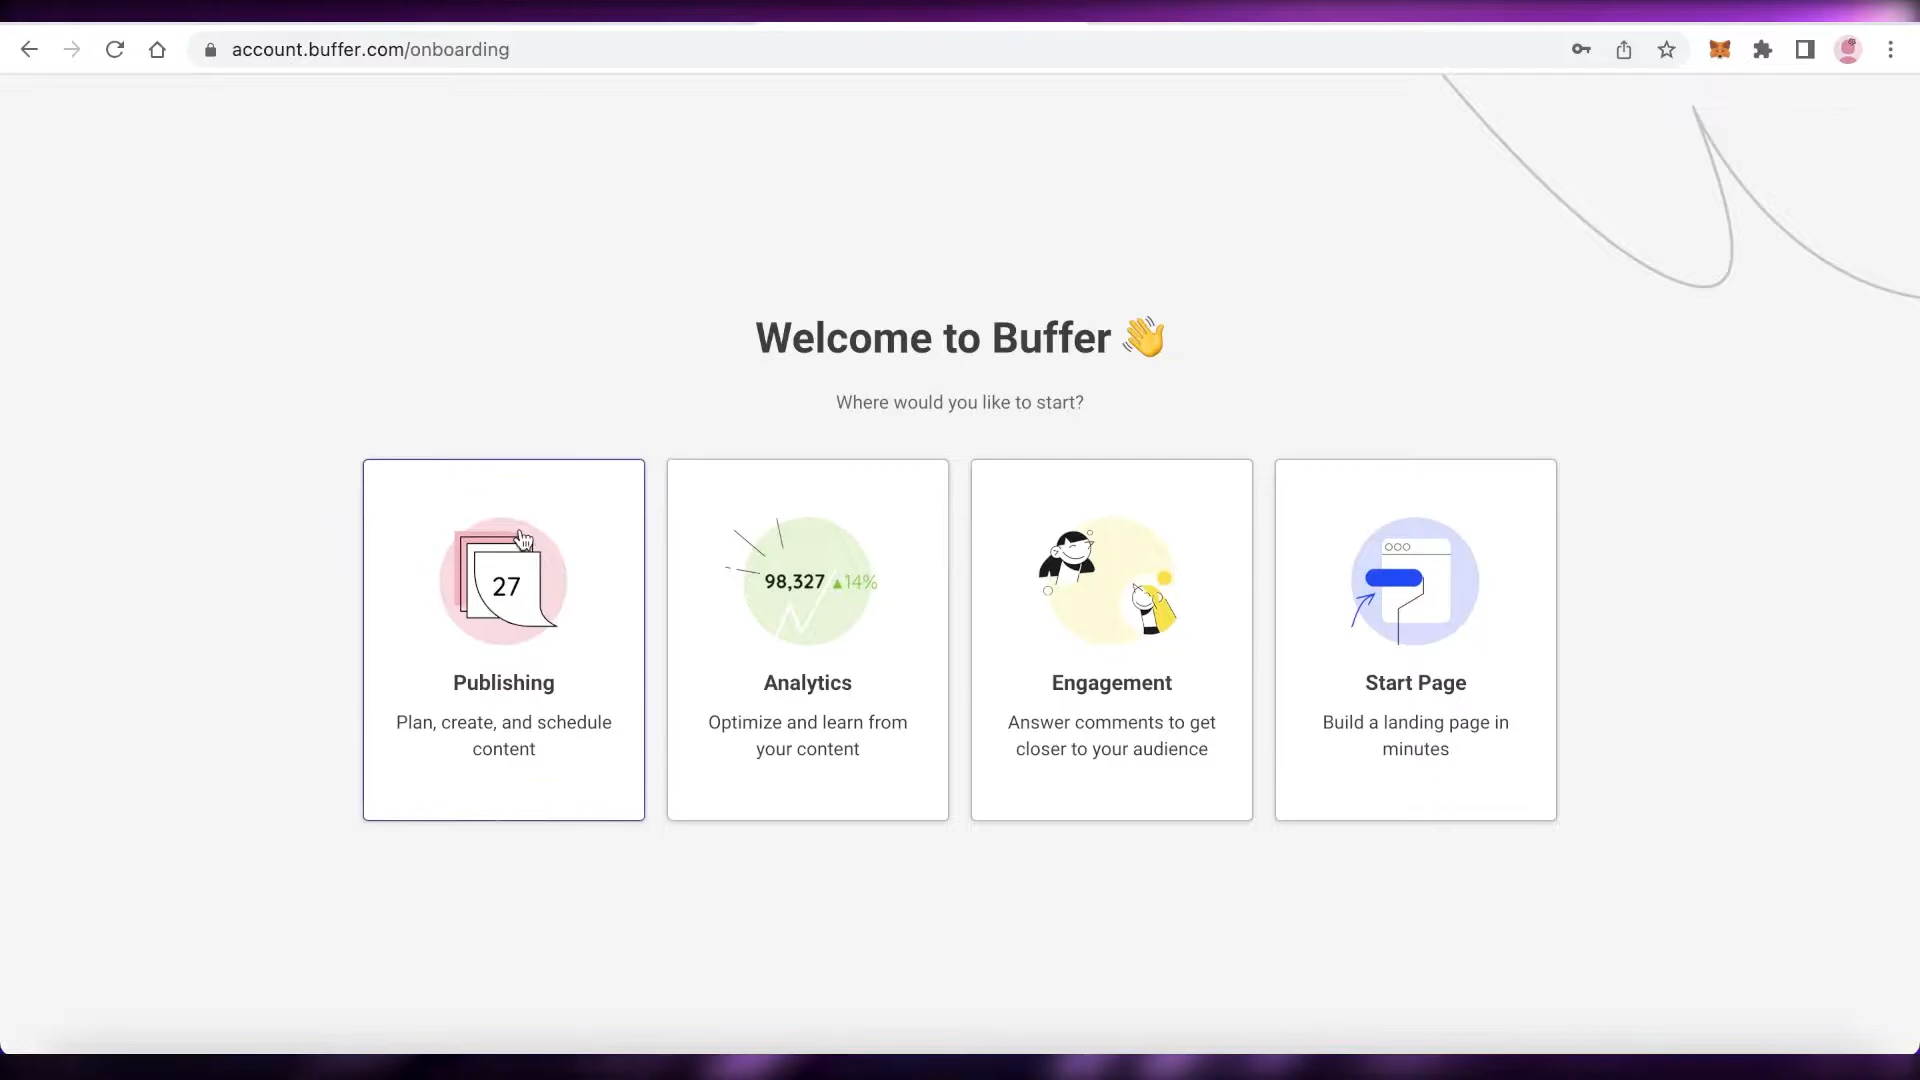 account.buffer.com/onboarding
Welcome to Buffer 👋
Where would you like to start?
27
98,327 ▲14%
Publishing
Plan, create, and schedule
content
Analytics
Optimize and learn from
your content
Engagement
Answer comments to get
closer to your audience
Start Page
Build a landing page in
minutes